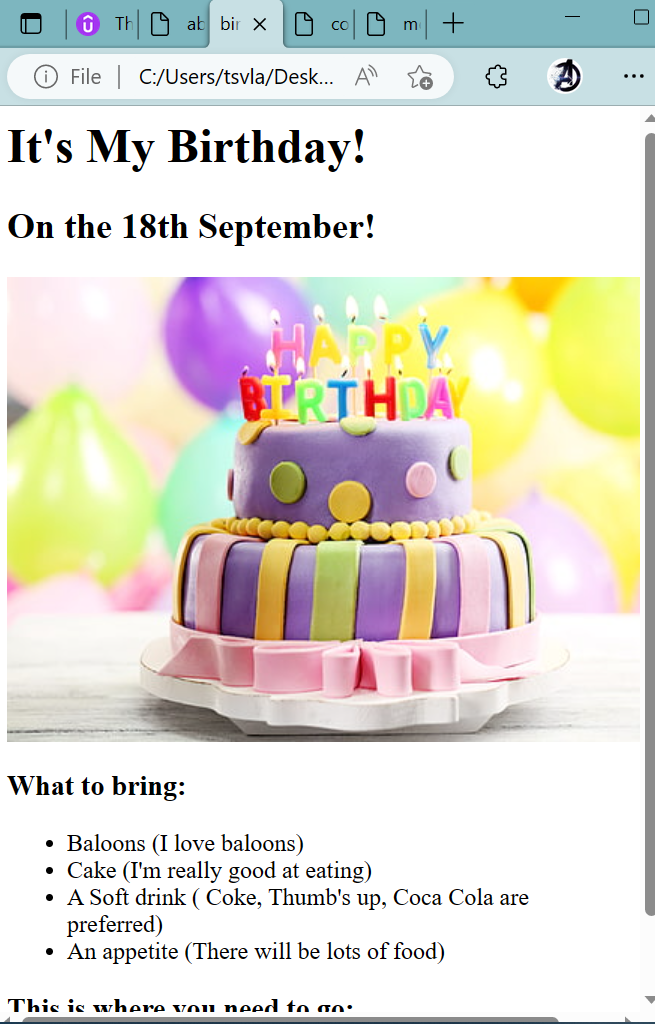 Th
ab
bir
co
m
File
C:/Users/tsvla/Desk...
It's My Birthday!
On the 18th September!
HAPPY
BIRTHDAY
What to bring:
Baloons (I love baloons)
Cake (I'm really good at eating)
A Soft drink ( Coke, Thumb's up, Coca Cola are
preferred)
An appetite (There will be lots of food)
This is where you need to go: